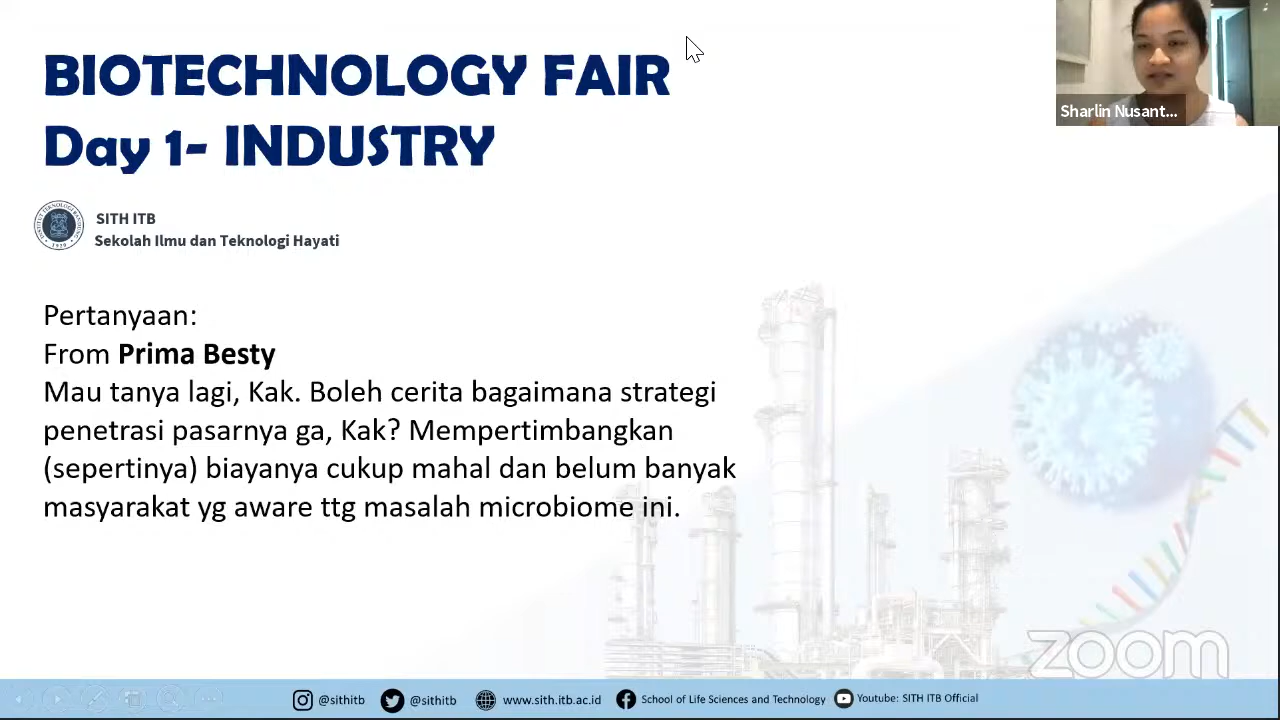 BIOTECHNOLOGY FAIR
Day 1- INDUSTRY
Sharlin Nusant...
SITH ITB
Sekolah Ilmu dan Teknologi Hayati
Pertanyaan:
From Prima Besty
Mau tanya lagi, Kak. Boleh cerita bagaimana strategi
penetrasi pasarnya ga, Kak? Mempertimbangkan
(sepertinya) biayanya cukup mahal dan belum banyak
masyarakat yg aware ttg masalah microbiome ini.
zoom
@sithitb @sithitb www.sith.itb.ac.id School of Life Sciences and Technology Youtube: SITH ITB Official